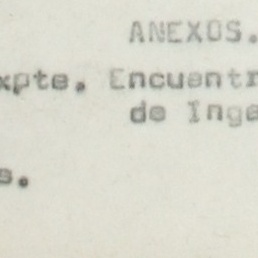 ANEXOS.
xpte. Encuentr
de Inge
s.